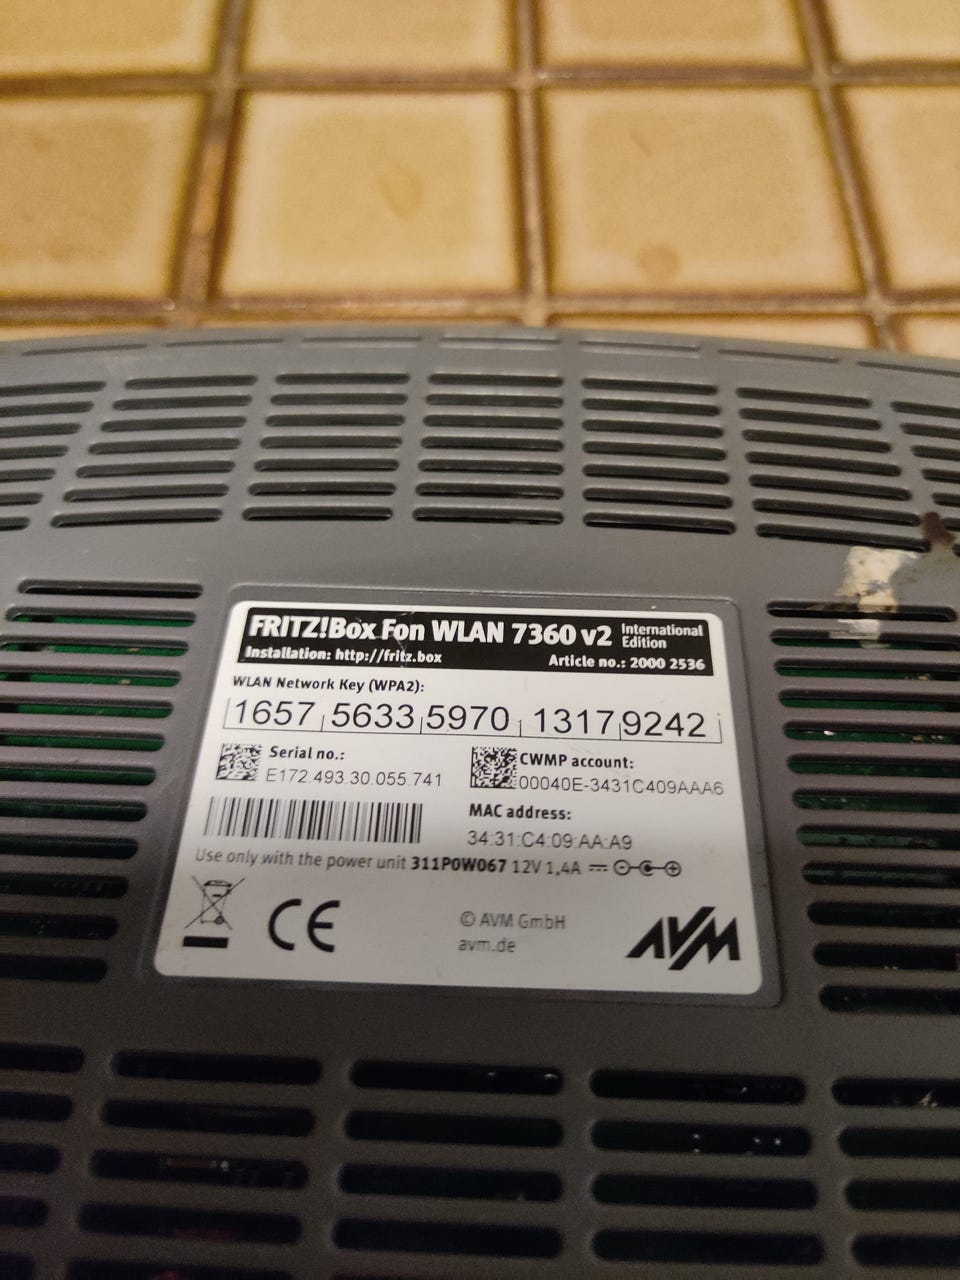 FRITZ!Box Fon WLAN 7360 v2 International Edition
Installation: http://fritz.box Article no.: 2000 2536
WLAN Network Key (WPA2):
1657 5633 5970 1317 9242
Serial no.:
E172.493.30.055.741
CWMP account:
00040E-3431C409AAA6
MAC address:
34:31:C4:09:AA:A9
Use only with the power unit 311P0W067 12V 1,4A
CE
© AVM GmbH
avm.de
AVM